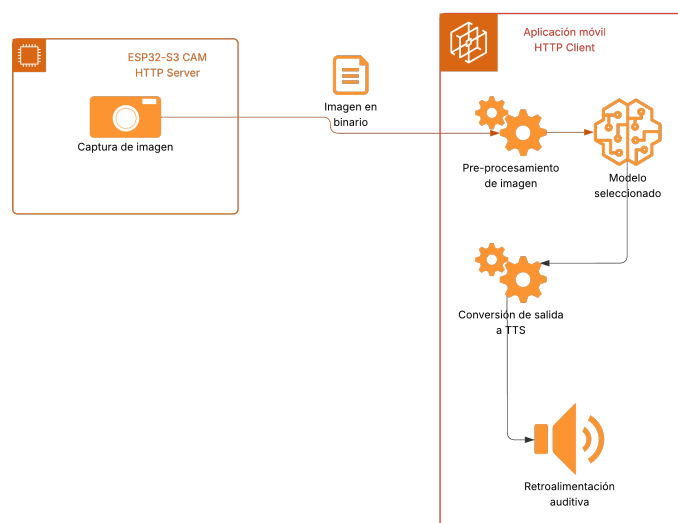 ESP32-S3 CAM
HTTP Server
Captura de imagen
Imagen en
binario
Aplicación móvil
HTTP Client
Pre-procesamiento
de imagen
Modelo
seleccionado
Conversión de salida
a TTS
Retroalimentación
auditiva